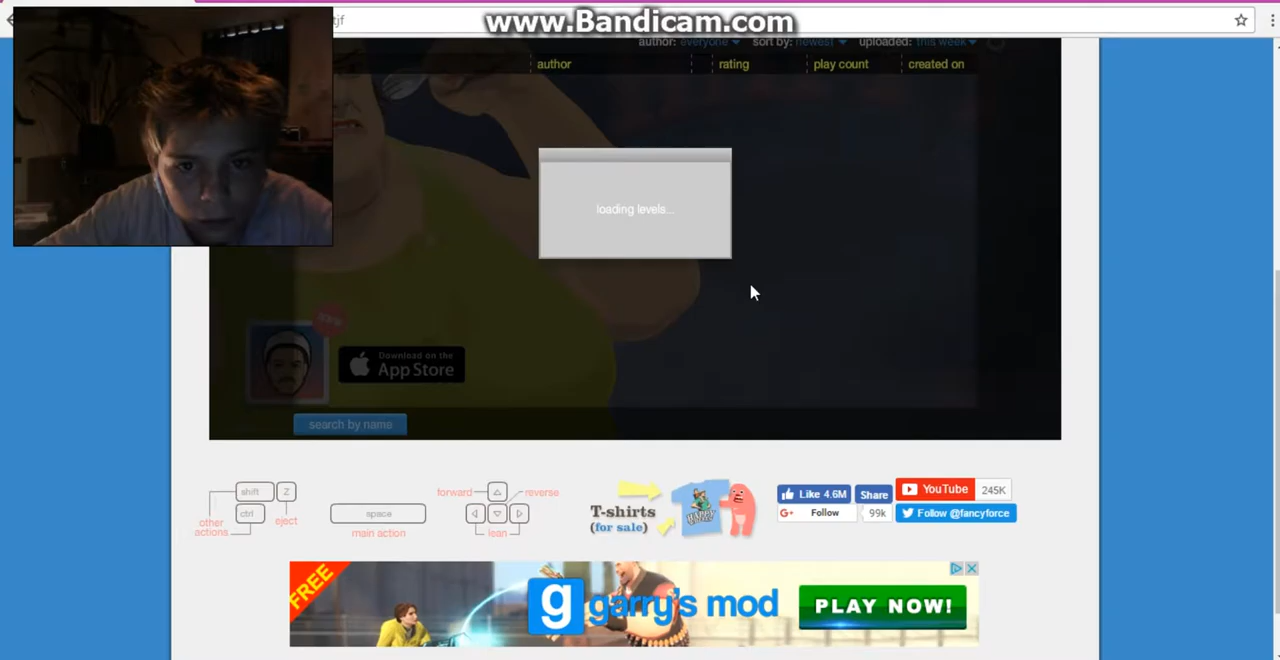 tjf
www.Bandicam.com
author: everyone sort by: newest uploaded: this week
author rating play count created on
loading levels...
Download on the
App Store
search by name
shift Z
ctrl
other
actions
eject
space
main action
forward reverse
lean
T-shirts
(for sale)
Like 4.6M Share
YouTube 245K
G+ Follow 99k
Follow @fancyforce
FREE
g garry's mod
PLAY NOW!